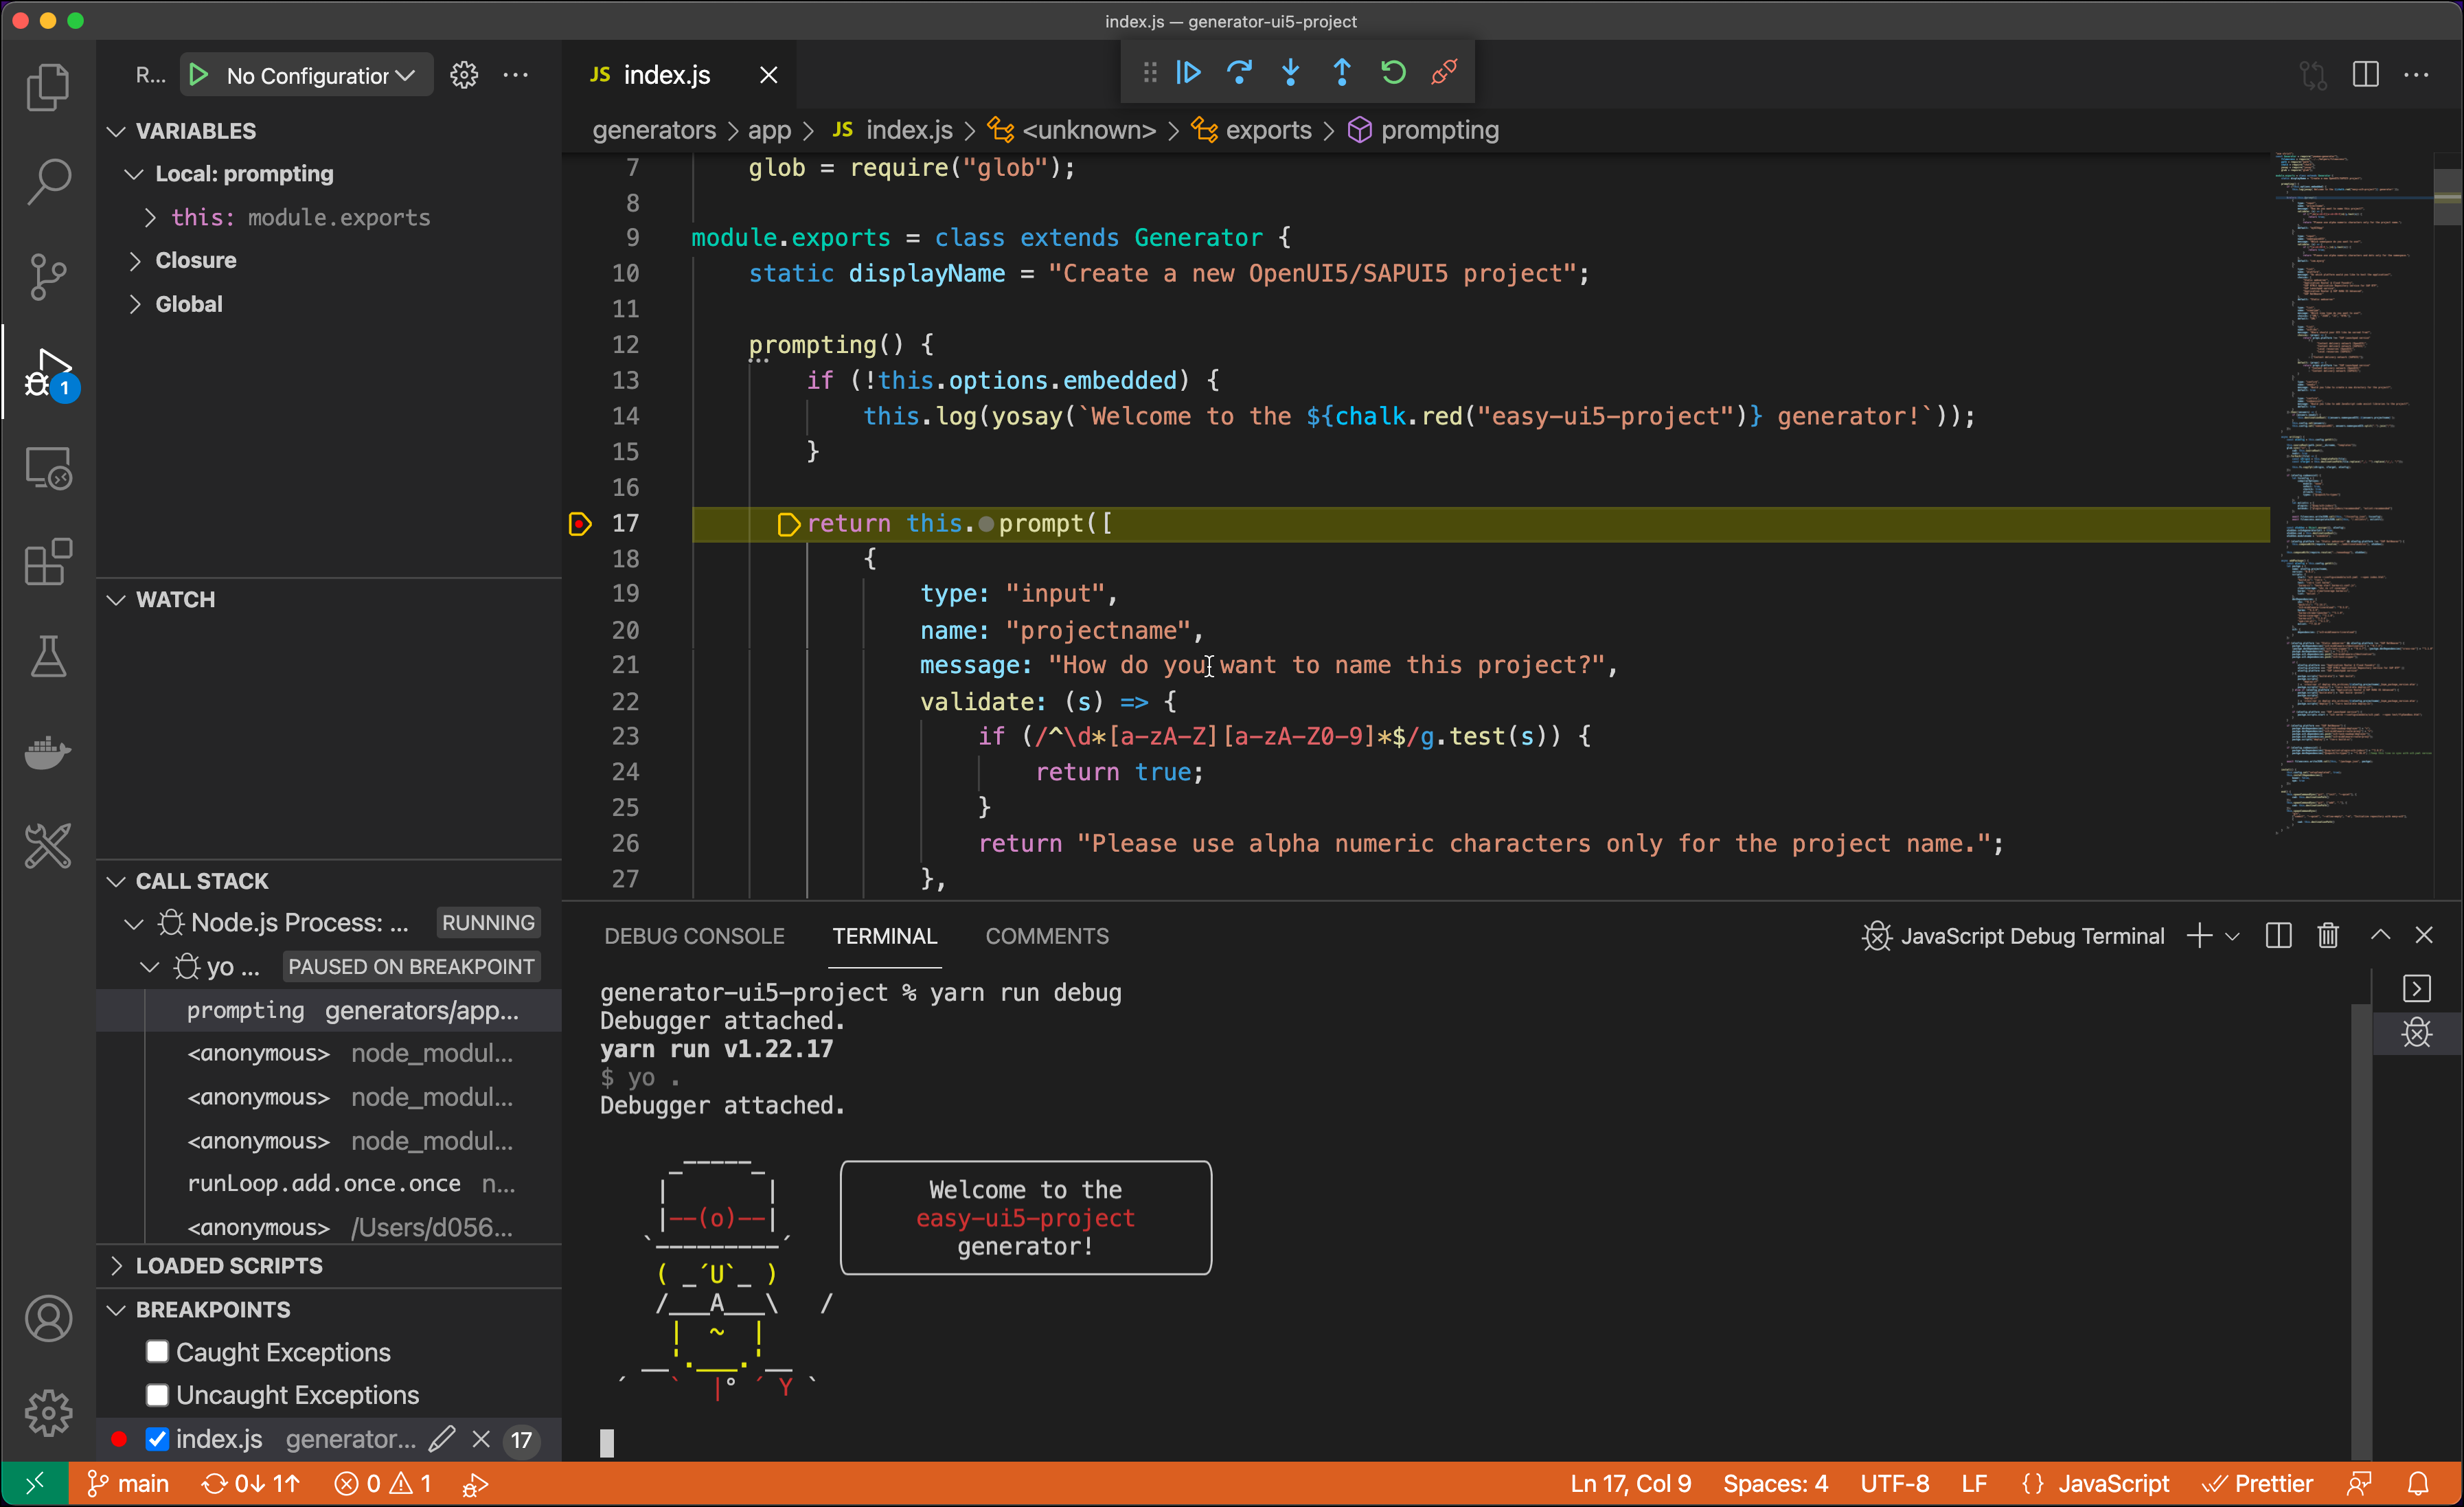 index.js — generator-ui5-project
R... No Configuration
VARIABLES
Local: prompting
this: module.exports
Closure
Global
WATCH
CALL STACK
Node.js Process: ... RUNNING
yo ... PAUSED ON BREAKPOINT
prompting generators/app...
<anonymous> node_modul...
<anonymous> node_modul...
<anonymous> node_modul...
runLoop.add.once.once n...
<anonymous> /Users/d056...
LOADED SCRIPTS
BREAKPOINTS
Caught Exceptions
Uncaught Exceptions
index.js generator... 17
1
JS index.js
generators > app > JS index.js > <unknown> > exports > prompting
7 glob = require("glob");
8
9 module.exports = class extends Generator {
10 static displayName = "Create a new OpenUI5/SAPUI5 project";
11
12 prompting() {
13 if (!this.options.embedded) {
14 this.log(yosay(`Welcome to the ${chalk.red("easy-ui5-project")} generator!`));
15 }
16
17 return this.prompt([
18 {
19 type: "input",
20 name: "projectname",
21 message: "How do you want to name this project?",
22 validate: (s) => {
23 if (/^\d*[a-zA-Z][a-zA-Z0-9]*$/g.test(s)) {
24 return true;
25 }
26 return "Please use alpha numeric characters only for the project name.";
27 },
DEBUG CONSOLE TERMINAL COMMENTS
JavaScript Debug Terminal
generator-ui5-project % yarn run debug
Debugger attached.
yarn run v1.22.17
$ yo .
Debugger attached.
Welcome to the
easy-ui5-project
generator!
main 0↓ 1↑ 0 1
Ln 17, Col 9 Spaces: 4 UTF-8 LF {} JavaScript Prettier